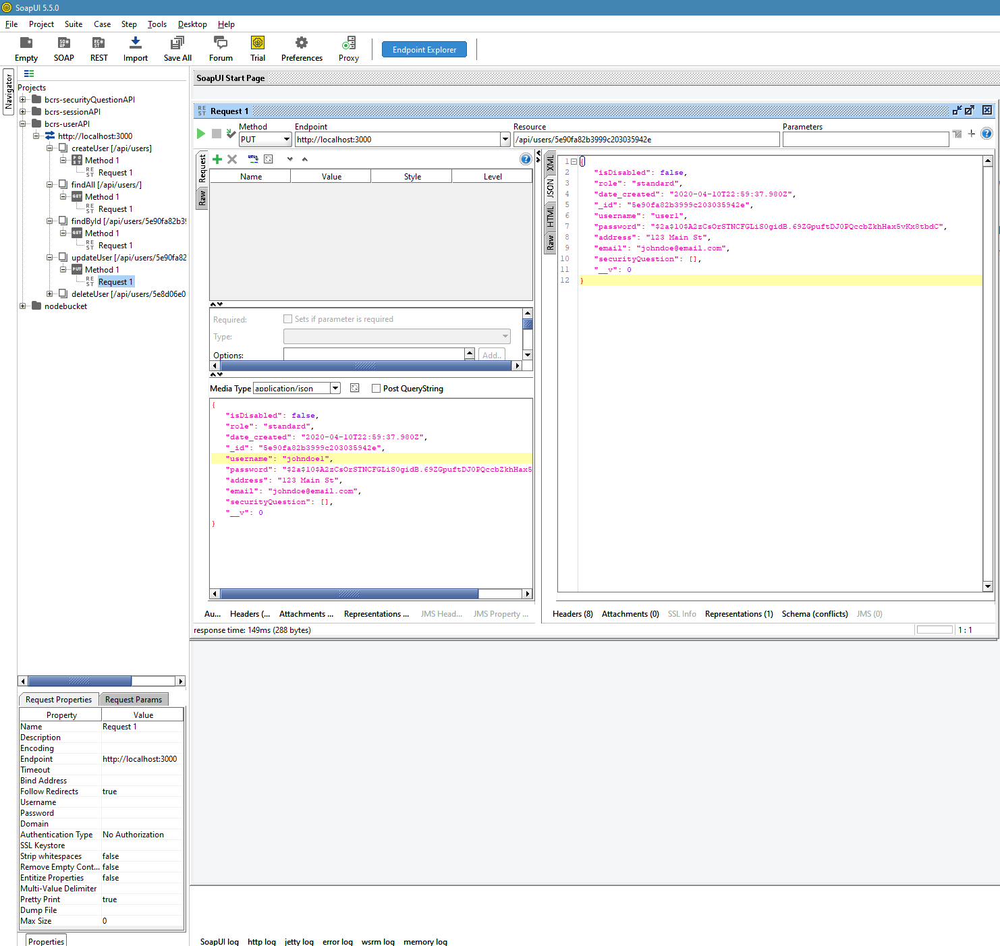 SoapUI 5.5.0
File Project Suite Case Step Tools Desktop Help
Empty SOAP REST Import Save All Forum Trial Preferences Proxy Endpoint Explorer
Navigator
Projects
bcrs-securityQuestionAPI
bcrs-sessionAPI
bcrs-userAPI
http://localhost:3000
createUser [/api/users]
POST Method 1
REST Request 1
findAll [/api/users/]
GET Method 1
REST Request 1
findById [/api/users/5e90fa82b39
GET Method 1
REST Request 1
updateUser [/api/users/5e90fa82
PUT Method 1
REST Request 1
deleteUser [/api/users/5e8d06e0
nodebucket
SoapUI Start Page
REST Request 1
Method Endpoint Resource Parameters
PUT http://localhost:3000 /api/users/5e90fa82b3999c203035942e
Request
Raw
Name Value Style Level
Required: Sets if parameter is required
Type:
Options: Add..
Media Type application/json Post QueryString
{
"isDisabled": false,
"role": "standard",
"date_created": "2020-04-10T22:59:37.980Z",
"_id": "5e90fa82b3999c203035942e",
"username": "johndoe1",
"password": "$2a$10$A2zCsOrSTNCFGLiS0gidB.69ZGpuftDJ0PQccbZkhHax5
"address": "123 Main St",
"email": "johndoe@email.com",
"securityQuestion": [],
"__v": 0
}
Au... Headers (... Attachments ... Representations ... JMS Head... JMS Property ...
XML
JSON
HTML
Raw
1 {
2 "isDisabled": false,
3 "role": "standard",
4 "date_created": "2020-04-10T22:59:37.980Z",
5 "_id": "5e90fa82b3999c203035942e",
6 "username": "user1",
7 "password": "$2a$10$A2zCsOrSTNCFGLiS0gidB.69ZGpuftDJ0PQccbZkhHax5vKx8tbdC",
8 "address": "123 Main St",
9 "email": "johndoe@email.com",
10 "securityQuestion": [],
11 "__v": 0
12 }
Headers (8) Attachments (0) SSL Info Representations (1) Schema (conflicts) JMS (0)
response time: 149ms (288 bytes)
1 : 1
Request Properties Request Params
Property Value
Name Request 1
Description
Encoding
Endpoint http://localhost:3000
Timeout
Bind Address
Follow Redirects true
Username
Password
Domain
Authentication Type No Authorization
SSL Keystore
Strip whitespaces false
Remove Empty Cont... false
Entitize Properties false
Multi-Value Delimiter
Pretty Print true
Dump File
Max Size 0
Properties
SoapUI log http log jetty log error log wsrm log memory log